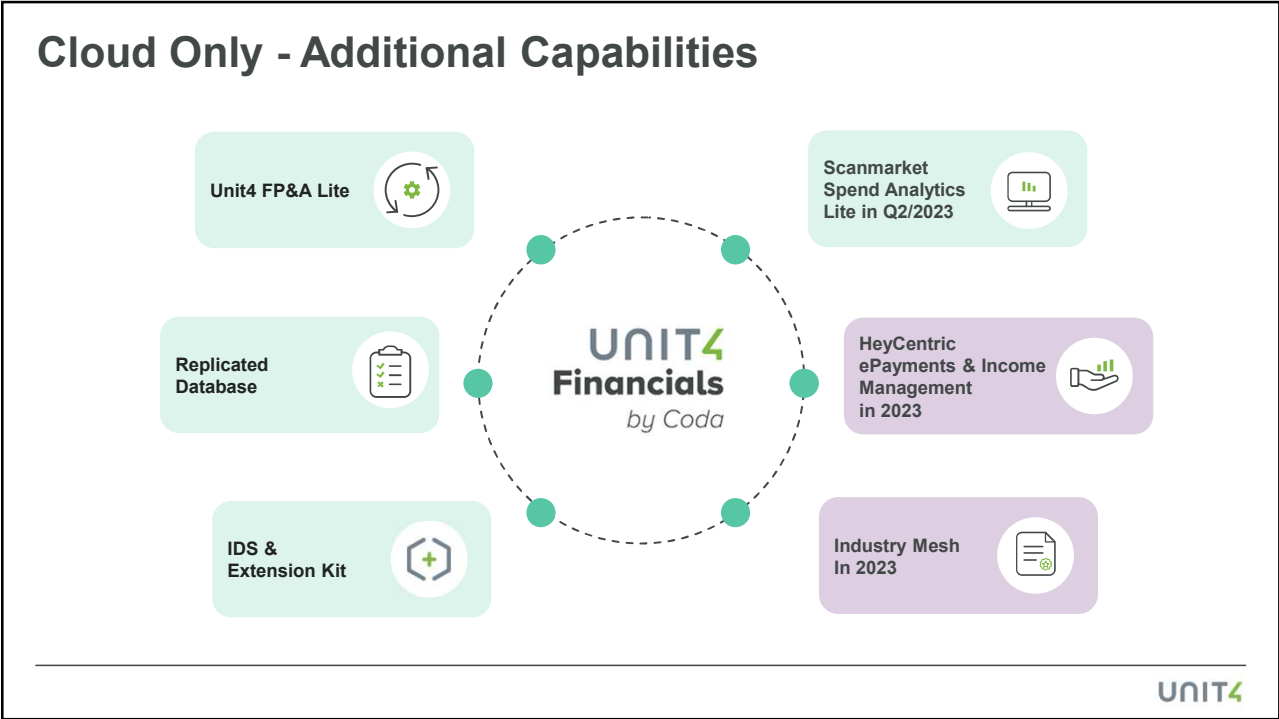 Cloud Only - Additional Capabilities
Unit4 FP&A Lite
Scanmarket
Spend Analytics
Lite in Q2/2023
Replicated
Database
UNIT4
Financials
by Coda
HeyCentric
ePayments & Income
Management
in 2023
IDS &
Extension Kit
Industry Mesh
In 2023
UNIT4